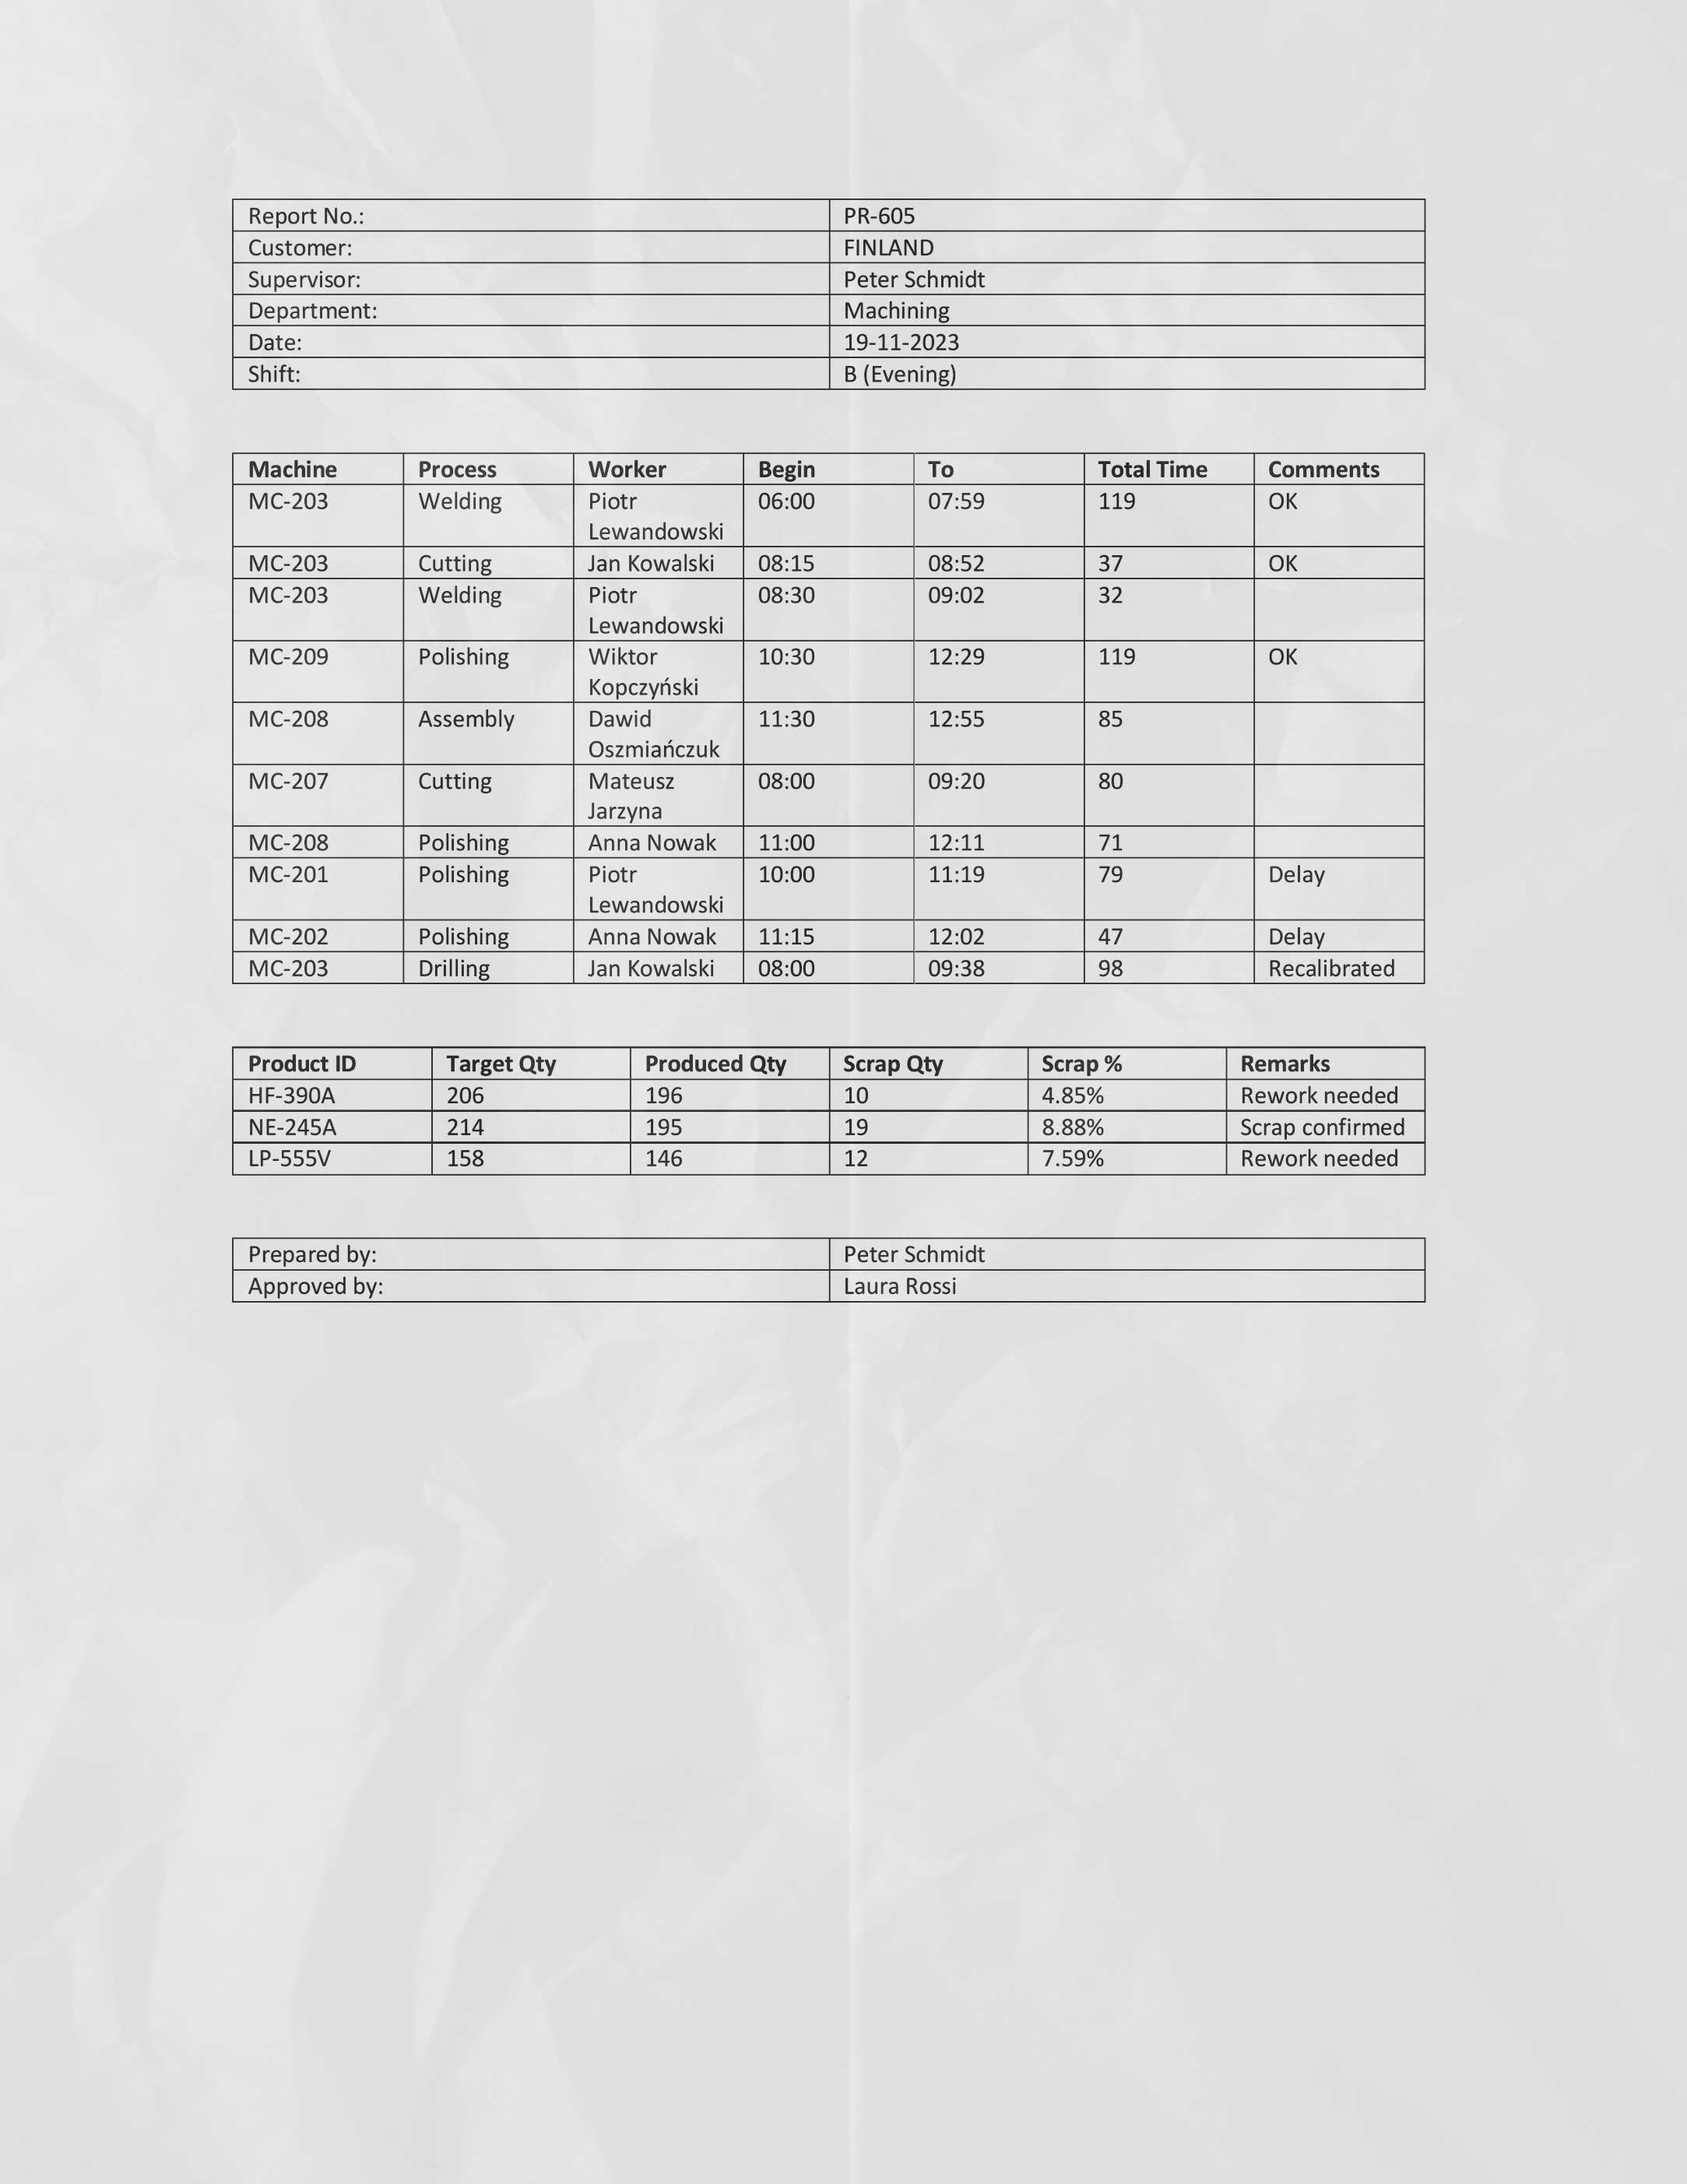 Report No.: PR-605
Customer: FINLAND
Supervisor: Peter Schmidt
Department: Machining
Date: 19-11-2023
Shift: B (Evening)
Machine Process Worker Begin To Total Time Comments
MC-203 Welding Piotr Lewandowski 06:00 07:59 119 OK
MC-203 Cutting Jan Kowalski 08:15 08:52 37 OK
MC-203 Welding Piotr Lewandowski 08:30 09:02 32
MC-209 Polishing Wiktor Kopczyński 10:30 12:29 119 OK
MC-208 Assembly Dawid Oszmiańczuk 11:30 12:55 85
MC-207 Cutting Mateusz Jarzyna 08:00 09:20 80
MC-208 Polishing Anna Nowak 11:00 12:11 71
MC-201 Polishing Piotr Lewandowski 10:00 11:19 79 Delay
MC-202 Polishing Anna Nowak 11:15 12:02 47 Delay
MC-203 Drilling Jan Kowalski 08:00 09:38 98 Recalibrated
Product ID Target Qty Produced Qty Scrap Qty Scrap % Remarks
HF-390A 206 196 10 4.85% Rework needed
NE-245A 214 195 19 8.88% Scrap confirmed
LP-555V 158 146 12 7.59% Rework needed
Prepared by: Peter Schmidt
Approved by: Laura Rossi